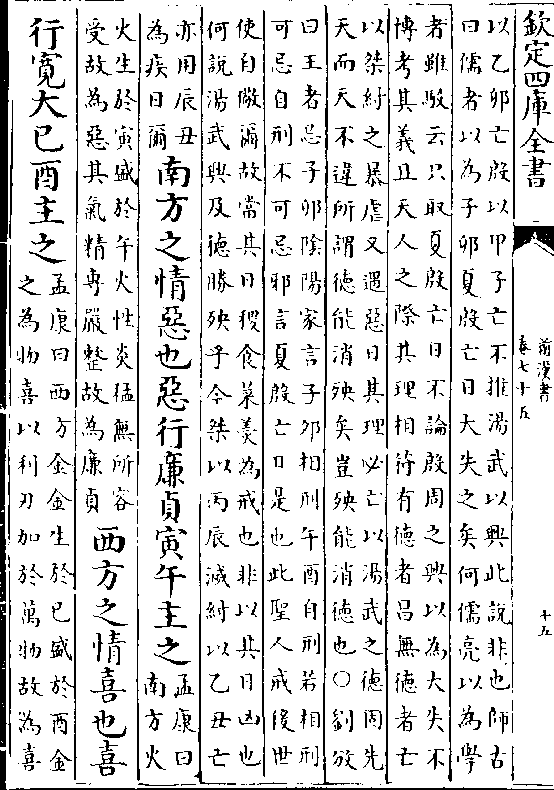 欽定四庫全書
前漢書
卷七十五
十五
以乙卯亡殷以甲子亡不推湯武以興此說非也師古
曰儒者以為子卯夏殷亡日大失之矣何儒亮以為學
者雖駮云只取夏殷亡日不論殷周之興以為大失不
博考其義且天人之際其理相符有德者昌無德者亡
以桀紂之暴虐又遇惡日其理必亡以湯武之德固先
天而天不違所謂德能消殃矣豈殃能消德也○劉攽
曰王者忌子卯陰陽家言子卯相刑午酉自刑若相刑
可忌自刑不可忌邪言夏殷亡日是也此聖人戒後世
使自儆故當其日稷食菜羮為戒也非以其日凶也
何說湯武興及德勝殃乎令桀以丙辰滅紂以乙丑亡
亦用辰丑
為疾日爾
南方之情惡也惡行廉貞寅午主之
孟康曰
南方火
火生於寅盛於午火性炎猛無所容
受故為惡其氣精專嚴整故為廉貞
西方之情喜也喜
行寛大巳酉主之
孟康曰西方金金生於巳盛於酉金
之為物喜以利刃加於萬物故為喜